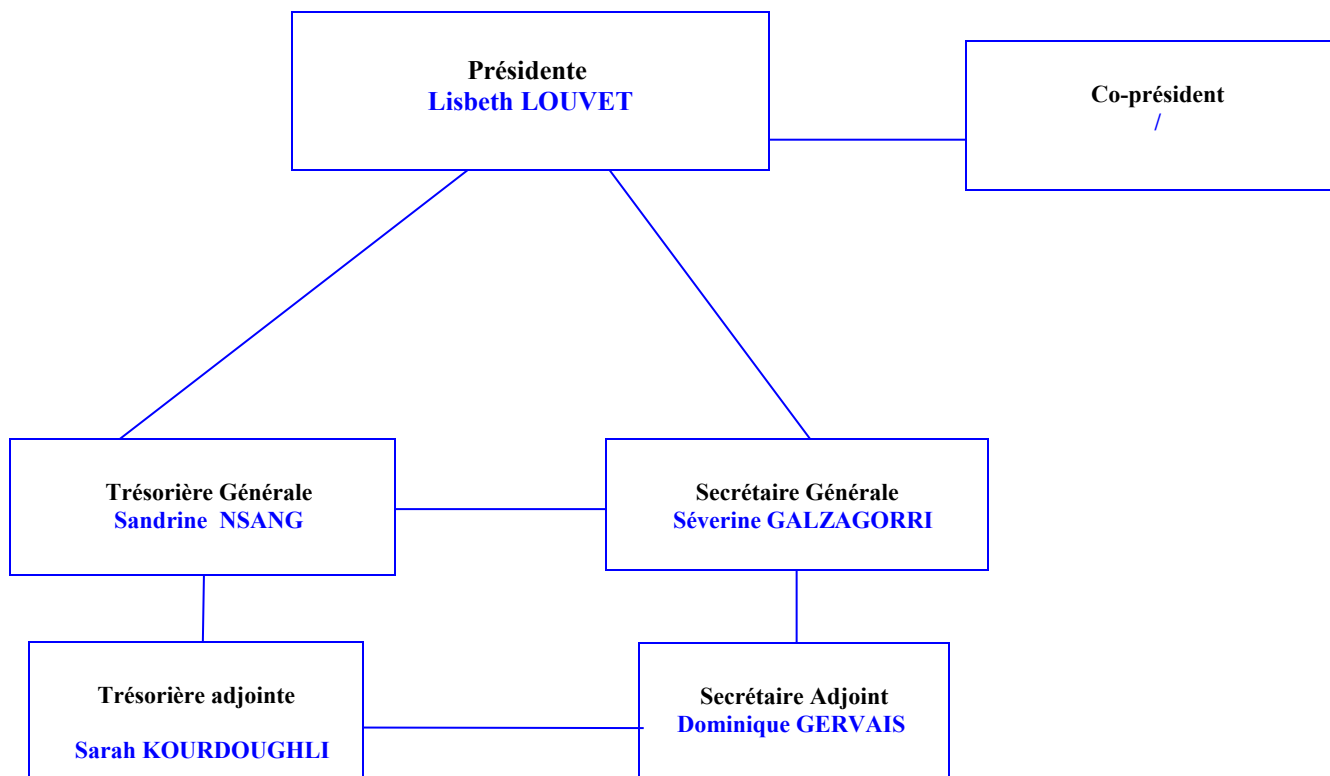 Présidente
Lisbeth LOUVET
Co-président
/
Trésorière Générale
Sandrine NSANG
Secrétaire Générale
Séverine GALZAGORRI
Trésorière adjointe
Sarah KOURDOUGHLI
Secrétaire Adjoint
Dominique GERVAIS